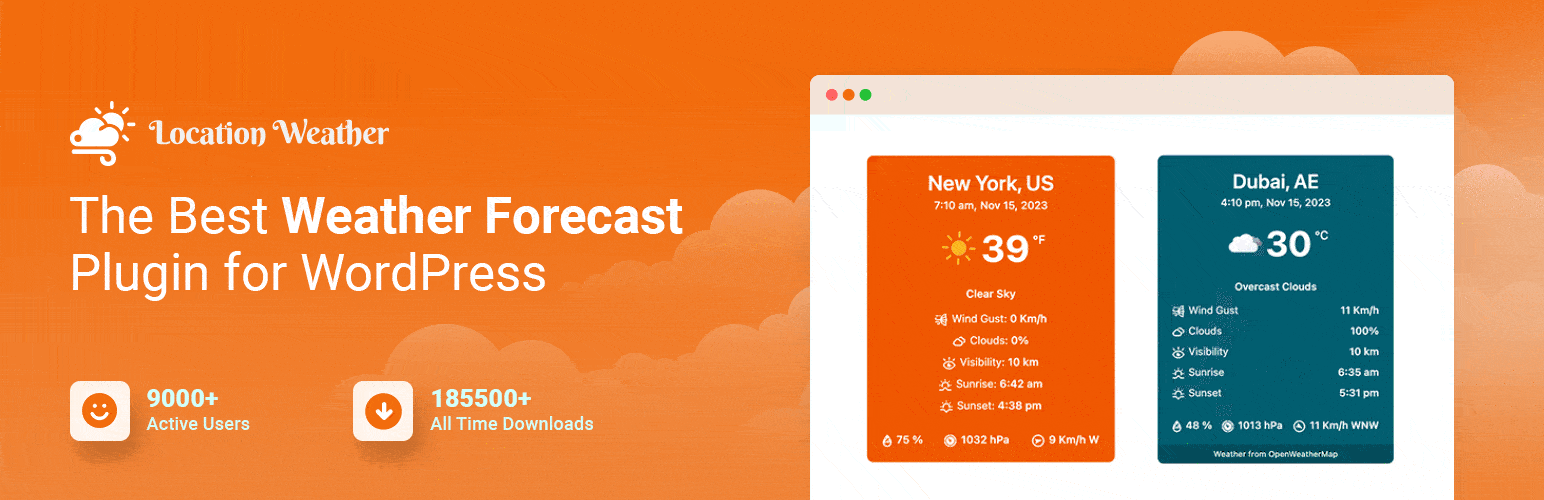 Location Weather
The Best Weather Forecast
Plugin for WordPress
9000+
Active Users
185500+
All Time Downloads
New York, US
7:10 am, Nov 15, 2023
39 °F
Clear Sky
Wind Gust: 0 Km/h
Clouds: 0%
Visibility: 10 km
Sunrise: 6:42 am
Sunset: 4:38 pm
75 % 1032 hPa 9 Km/h W
Dubai, AE
4:10 pm, Nov 15, 2023
30 °C
Overcast Clouds
Wind Gust 11 Km/h
Clouds 100%
Visibility 10 km
Sunrise 6:35 am
Sunset 5:31 pm
48 % 1013 hPa 11 Km/h WNW
Weather from OpenWeatherMap